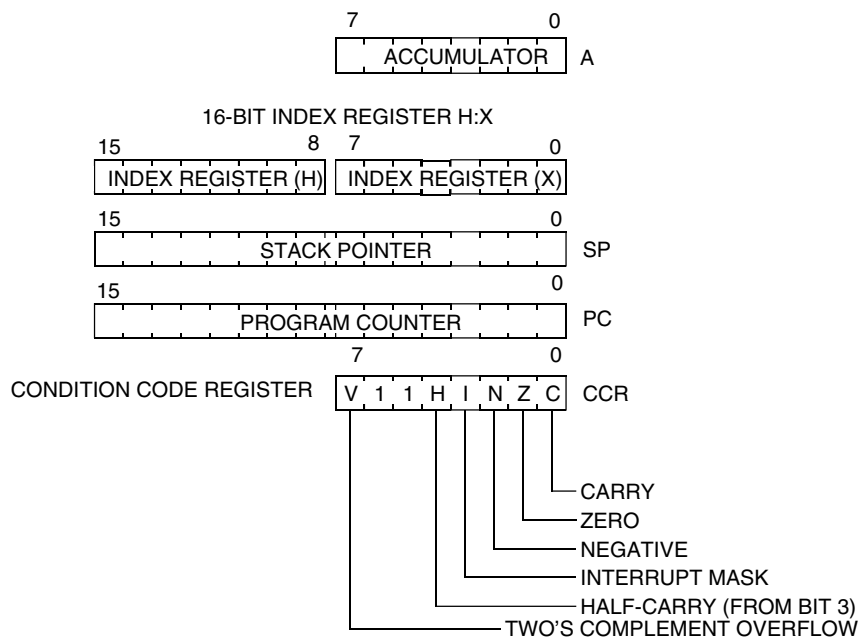 7 0
ACCUMULATOR A
16-BIT INDEX REGISTER H:X
15 8 7 0
INDEX REGISTER (H) INDEX REGISTER (X)
15 0
STACK POINTER SP
15 0
PROGRAM COUNTER PC
7 0
CONDITION CODE REGISTER V 1 1 H I N Z C CCR
CARRY
ZERO
NEGATIVE
INTERRUPT MASK
HALF-CARRY (FROM BIT 3)
TWO'S COMPLEMENT OVERFLOW